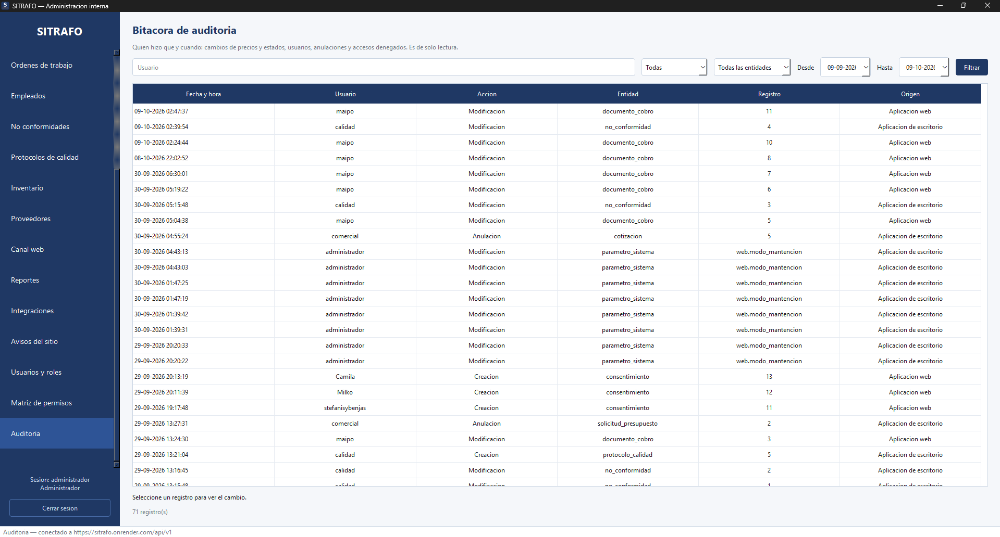 SITRAFO — Administracion interna
SITRAFO
Ordenes de trabajo
Empleados
No conformidades
Protocolos de calidad
Inventario
Proveedores
Canal web
Reportes
Integraciones
Avisos del sitio
Usuarios y roles
Matriz de permisos
Auditoria
Sesion: administrador
Administrador
Cerrar sesion
Bitacora de auditoria
Quien hizo que y cuando: cambios de precios y estados, usuarios, anulaciones y accesos denegados. Es de solo lectura.
Usuario Todas Todas las entidades Desde 09-09-2026 Hasta 09-10-2026 Filtrar
Fecha y hora Usuario Accion Entidad Registro Origen
09-10-2026 02:47:37 maipo Modificacion documento_cobro 11 Aplicacion web
09-10-2026 02:39:54 calidad Modificacion no_conformidad 4 Aplicacion de escritorio
09-10-2026 02:24:44 maipo Modificacion documento_cobro 10 Aplicacion web
08-10-2026 22:02:52 maipo Modificacion documento_cobro 8 Aplicacion web
30-09-2026 06:30:01 maipo Modificacion documento_cobro 7 Aplicacion web
30-09-2026 05:19:22 maipo Modificacion documento_cobro 6 Aplicacion web
30-09-2026 05:15:48 calidad Modificacion no_conformidad 3 Aplicacion de escritorio
30-09-2026 05:04:38 maipo Modificacion documento_cobro 5 Aplicacion web
30-09-2026 04:55:24 comercial Anulacion cotizacion 5 Aplicacion de escritorio
30-09-2026 04:43:13 administrador Modificacion parametro_sistema web.modo_mantencion Aplicacion de escritorio
30-09-2026 04:43:03 administrador Modificacion parametro_sistema web.modo_mantencion Aplicacion de escritorio
30-09-2026 01:47:25 administrador Modificacion parametro_sistema web.modo_mantencion Aplicacion de escritorio
30-09-2026 01:47:19 administrador Modificacion parametro_sistema web.modo_mantencion Aplicacion de escritorio
30-09-2026 01:39:42 administrador Modificacion parametro_sistema web.modo_mantencion Aplicacion de escritorio
30-09-2026 01:39:31 administrador Modificacion parametro_sistema web.modo_mantencion Aplicacion de escritorio
29-09-2026 20:20:33 administrador Modificacion parametro_sistema web.modo_mantencion Aplicacion de escritorio
29-09-2026 20:20:22 administrador Modificacion parametro_sistema web.modo_mantencion Aplicacion de escritorio
29-09-2026 20:13:19 Camila Creacion consentimiento 13 Aplicacion web
29-09-2026 20:11:39 Milko Creacion consentimiento 12 Aplicacion web
29-09-2026 19:17:48 stefanisybenjas Creacion consentimiento 11 Aplicacion web
29-09-2026 13:27:31 comercial Anulacion solicitud_presupuesto 2 Aplicacion de escritorio
29-09-2026 13:24:30 maipo Modificacion documento_cobro 3 Aplicacion web
29-09-2026 13:21:04 calidad Creacion protocolo_calidad 5 Aplicacion de escritorio
29-09-2026 13:16:45 calidad Modificacion no_conformidad 2 Aplicacion de escritorio
29-09-2026 13:15:48 calidad Modificacion no_conformidad 1 Aplicacion de escritorio
Seleccione un registro para ver el cambio.
71 registro(s)
Auditoria — conectado a https://sitrafo.onrender.com/api/v1